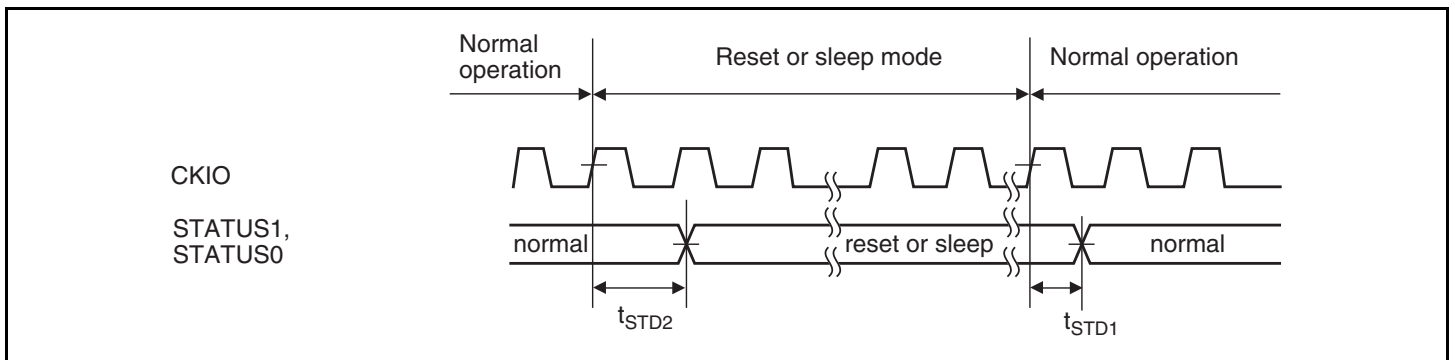 Normal
operation
Reset or sleep mode
Normal operation
CKIO
STATUS1,
STATUS0
normal
reset or sleep
normal
tSTD2
tSTD1